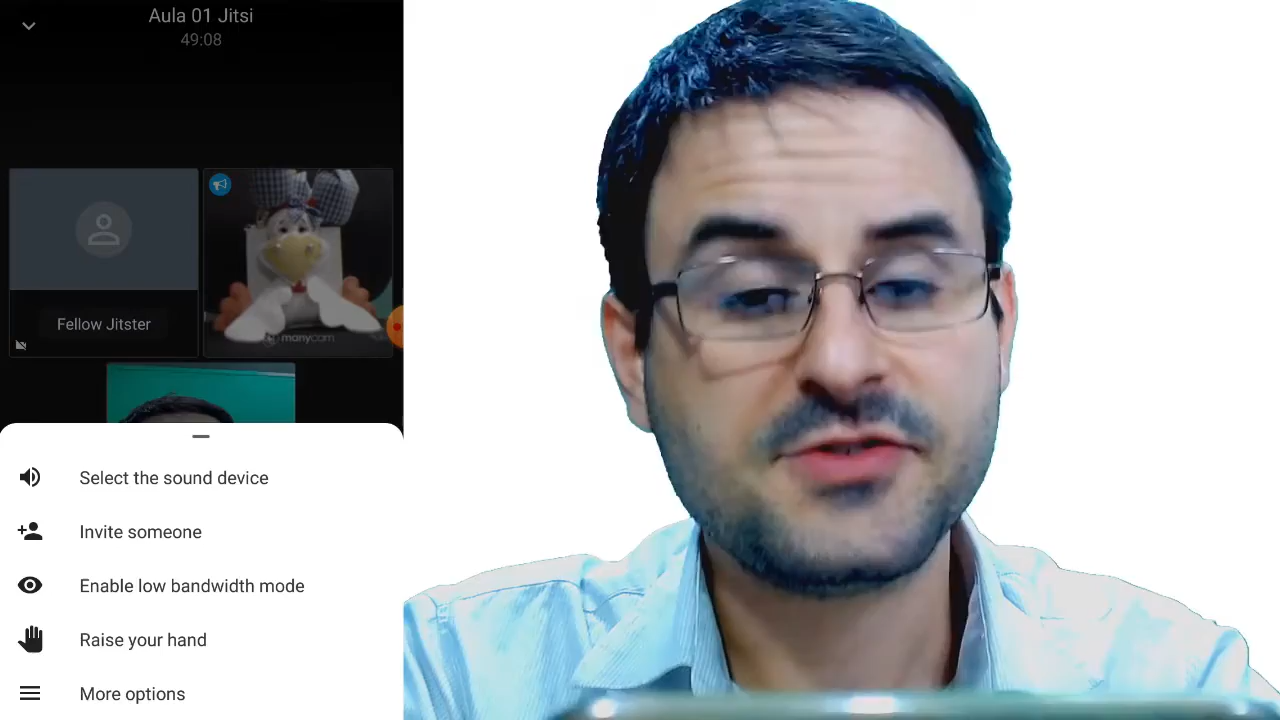 Aula 01 Jitsi
49:08
Fellow Jitster
manycam
Select the sound device
Invite someone
Enable low bandwidth mode
Raise your hand
More options